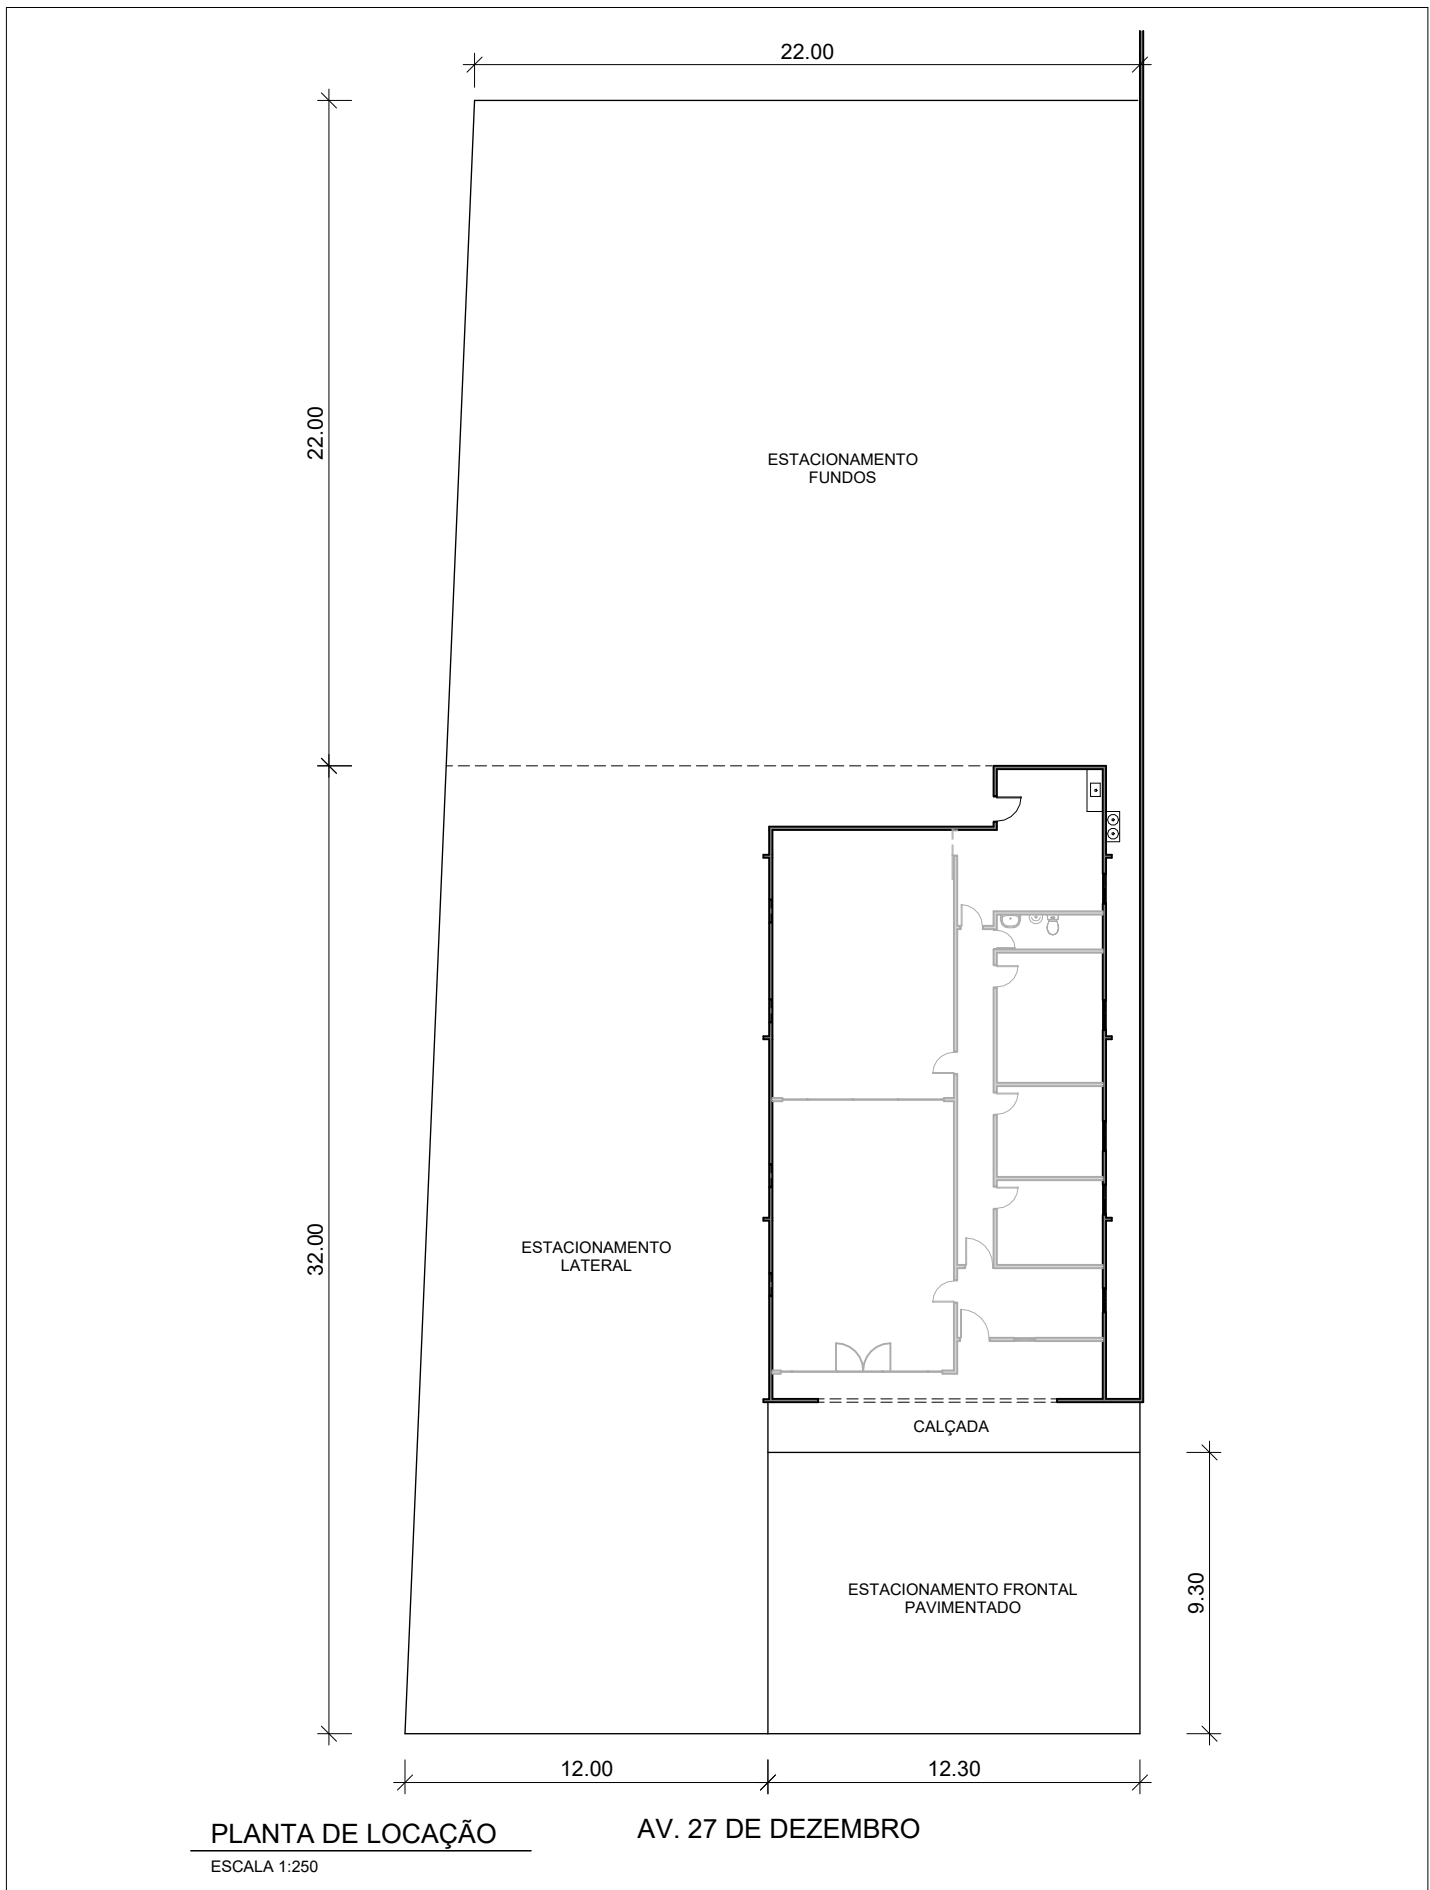 22.00
22.00
ESTACIONAMENTO
FUNDOS
32.00
ESTACIONAMENTO
LATERAL
CALÇADA
ESTACIONAMENTO FRONTAL
PAVIMENTADO
9.30
12.00
12.30
PLANTA DE LOCAÇÃO
AV. 27 DE DEZEMBRO
ESCALA 1:250